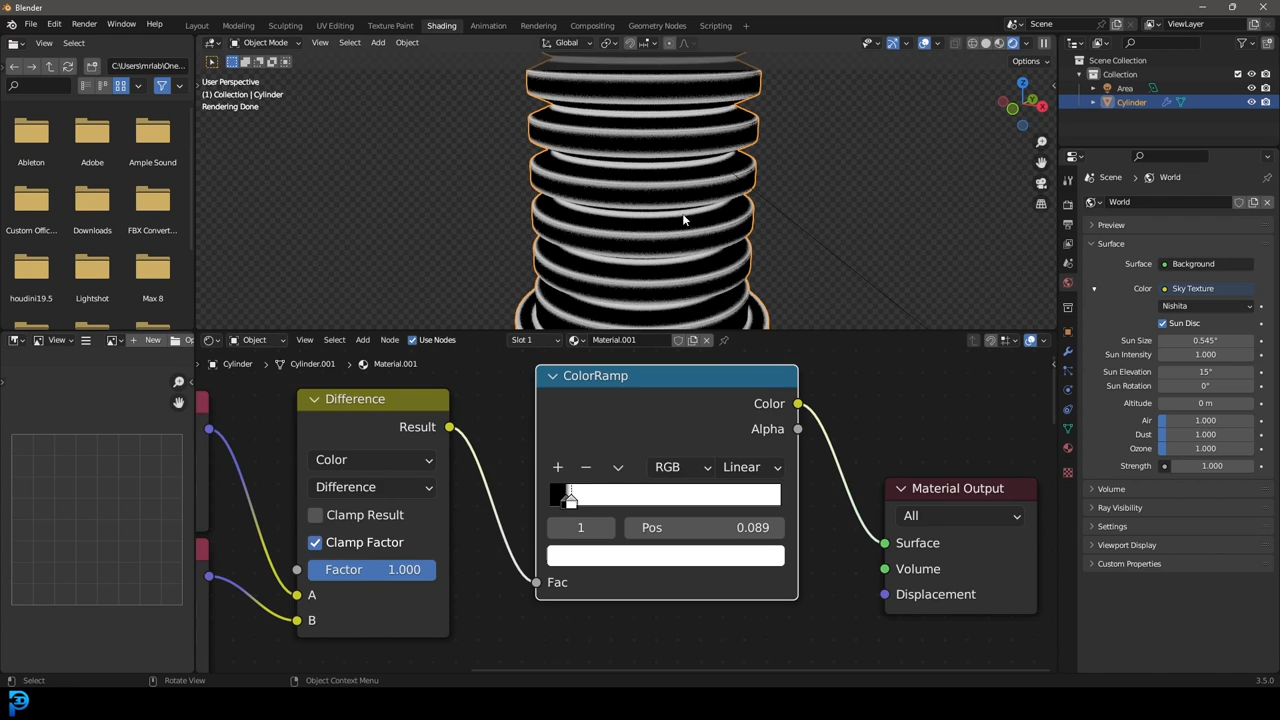 Blender
File Edit Render Window Help
Layout Modeling Sculpting UV Editing Texture Paint Shading Animation Rendering Compositing Geometry Nodes Scripting
Scene ViewLayer
View Select
C:\Users\mrlab\One...
Ableton Adobe Ample Sound
Custom Offic... Downloads FBX Convert...
houdini19.5 Lightshot Max 8
Object Mode View Select Add Object Global
Options
User Perspective
(1) Collection | Cylinder
Rendering Done
Z
Y
X
Scene Collection
Collection
Area
Cylinder
Scene World
World
Preview
Surface
Surface Background
Color Sky Texture
Nishita
Sun Disc
Sun Size 0.545°
Sun Intensity 1.000
Sun Elevation 15°
Sun Rotation 0°
Altitude 0 m
Air 1.000
Dust 1.000
Ozone 1.000
Strength 1.000
Volume
Ray Visibility
Settings
Viewport Display
Custom Properties
View New Op
Object View Select Add Node Use Nodes Slot 1 Material.001
Cylinder Cylinder.001 Material.001
Difference
Result
Color
Difference
Clamp Result
Clamp Factor
Factor 1.000
A
B
ColorRamp
Color
Alpha
RGB Linear
1 Pos 0.089
Fac
Material Output
All
Surface
Volume
Displacement
Select Rotate View Object Context Menu 3.5.0